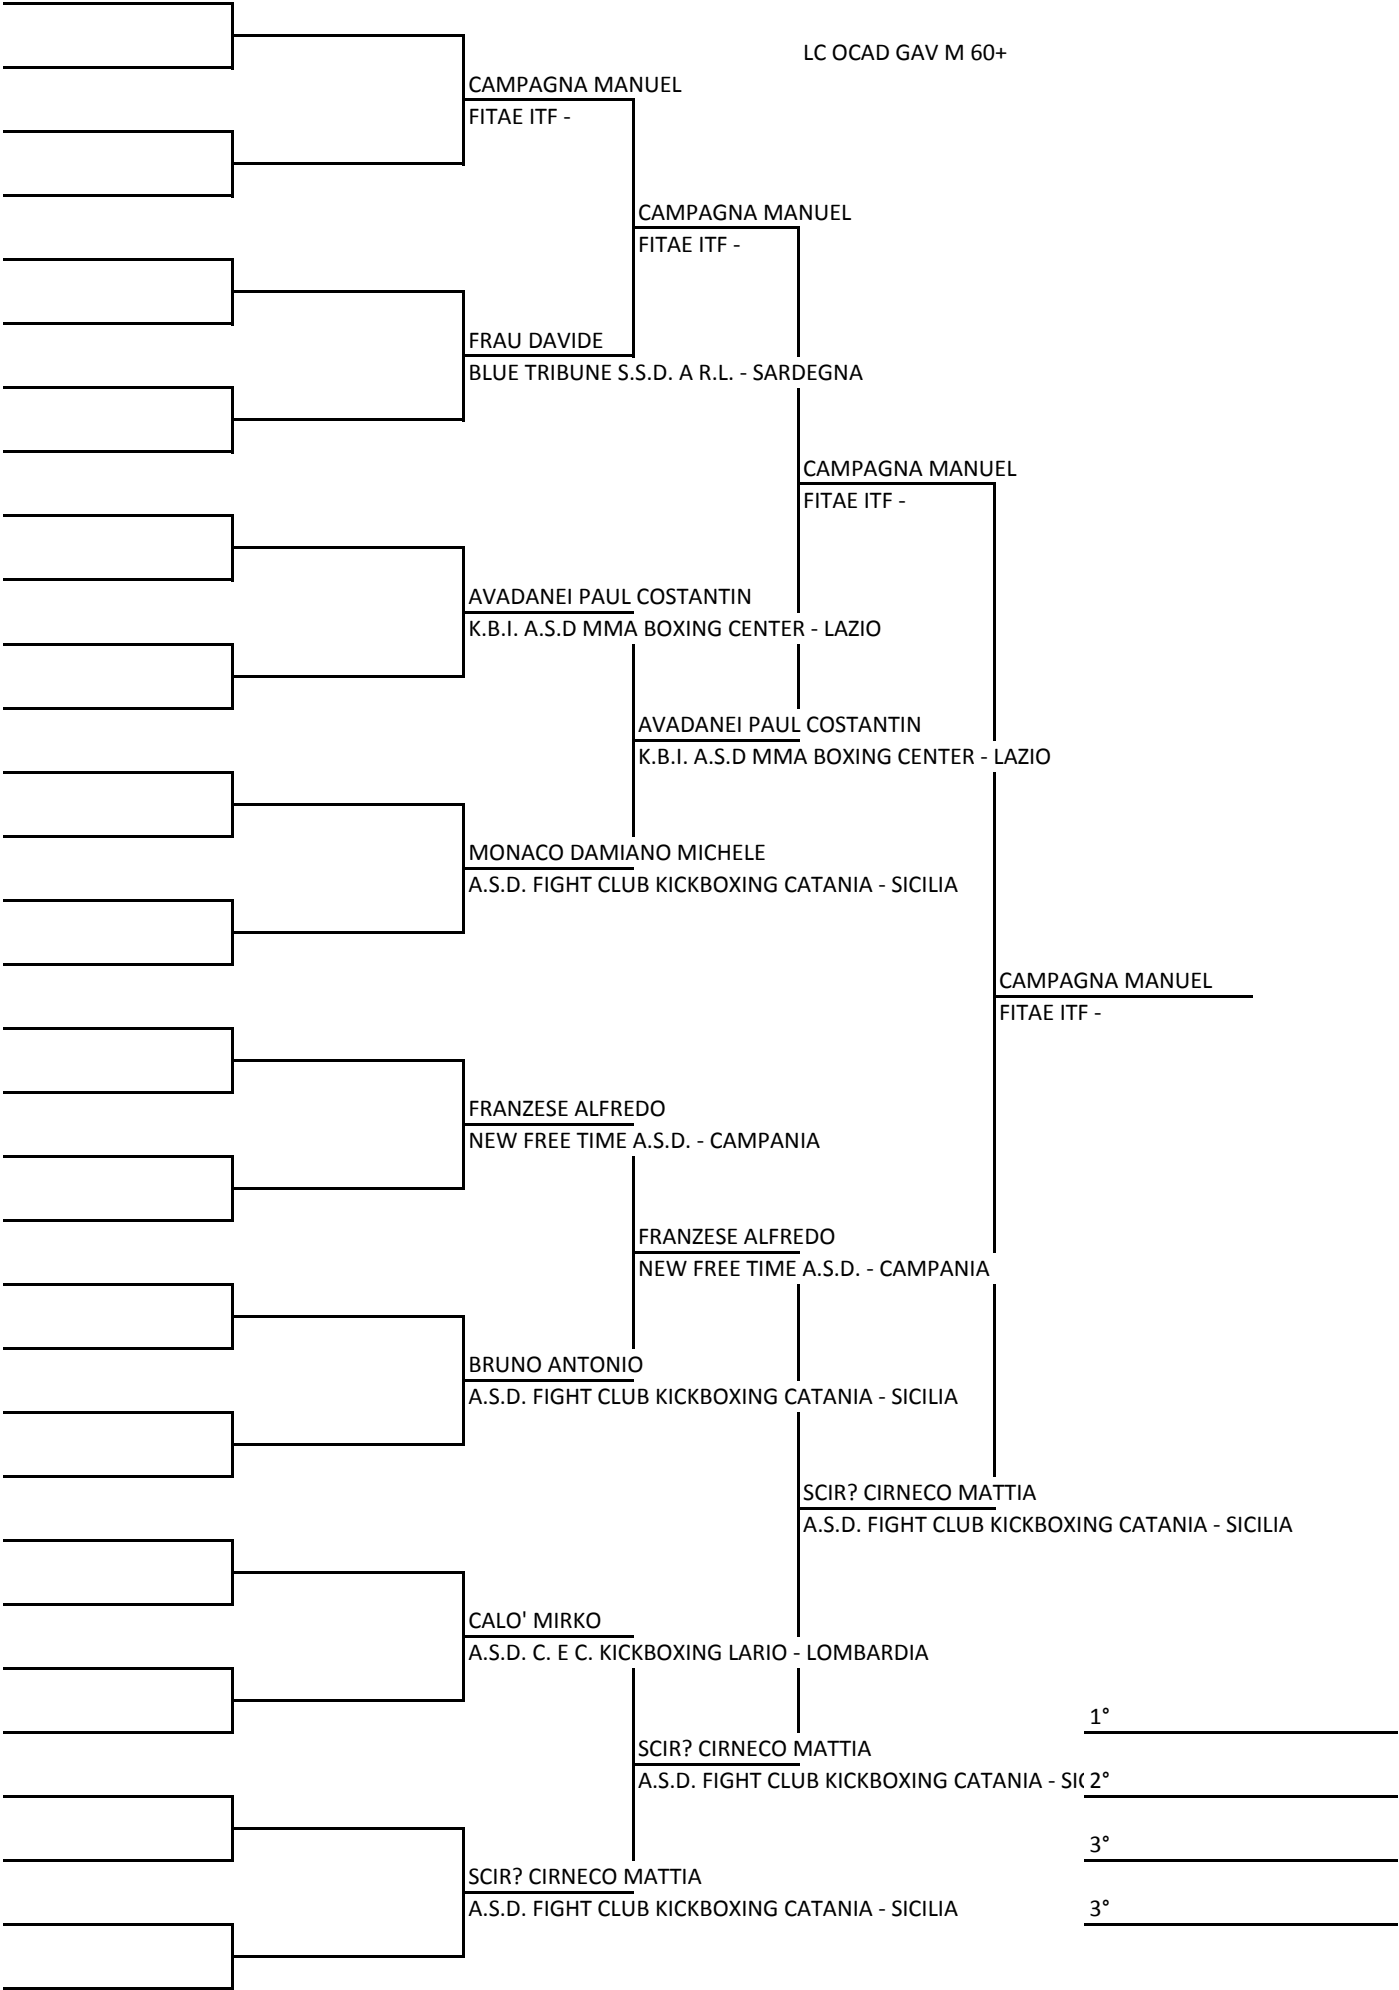 LC OCAD GAV M 60+
CAMPAGNA MANUEL
FITAE ITF -
CAMPAGNA MANUEL
FITAE ITF -
FRAU DAVIDE
BLUE TRIBUNE S.S.D. A R.L. - SARDEGNA
CAMPAGNA MANUEL
FITAE ITF -
AVADANEI PAUL COSTANTIN
K.B.I. A.S.D MMA BOXING CENTER - LAZIO
AVADANEI PAUL COSTANTIN
K.B.I. A.S.D MMA BOXING CENTER - LAZIO
MONACO DAMIANO MICHELE
A.S.D. FIGHT CLUB KICKBOXING CATANIA - SICILIA
CAMPAGNA MANUEL
FITAE ITF -
FRANZESE ALFREDO
NEW FREE TIME A.S.D. - CAMPANIA
FRANZESE ALFREDO
NEW FREE TIME A.S.D. - CAMPANIA
BRUNO ANTONIO
A.S.D. FIGHT CLUB KICKBOXING CATANIA - SICILIA
SCIR? CIRNECO MATTIA
A.S.D. FIGHT CLUB KICKBOXING CATANIA - SICILIA
CALO' MIRKO
A.S.D. C. E C. KICKBOXING LARIO - LOMBARDIA
1°
SCIR? CIRNECO MATTIA
A.S.D. FIGHT CLUB KICKBOXING CATANIA - SIC
2°
3°
SCIR? CIRNECO MATTIA
A.S.D. FIGHT CLUB KICKBOXING CATANIA - SICILIA
3°